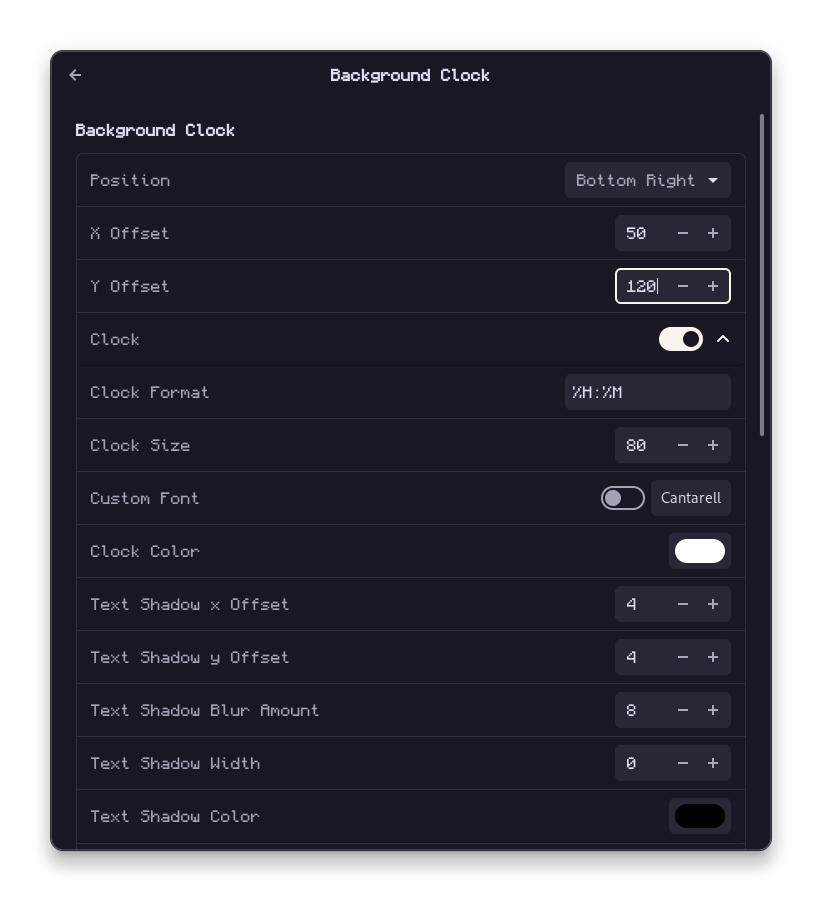 Background Clock
Background Clock
Position Bottom Right
X Offset 50
Y Offset 120
Clock
Clock Format %H:%M
Clock Size 80
Custom Font Cantarell
Clock Color
Text Shadow x Offset 4
Text Shadow y Offset 4
Text Shadow Blur Amount 8
Text Shadow Width 0
Text Shadow Color